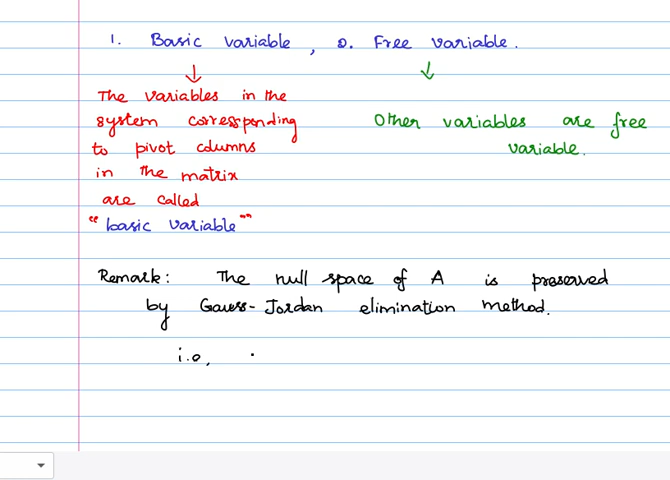 1. Basic variable, 2. Free variable.
The variables in the
system corresponding
to pivot columns
in the matrix
are called
"basic variable"
Other variables are free
variable.
Remark: The null space of A is preserved
by Gauss-Jordan elimination method.
i.e,